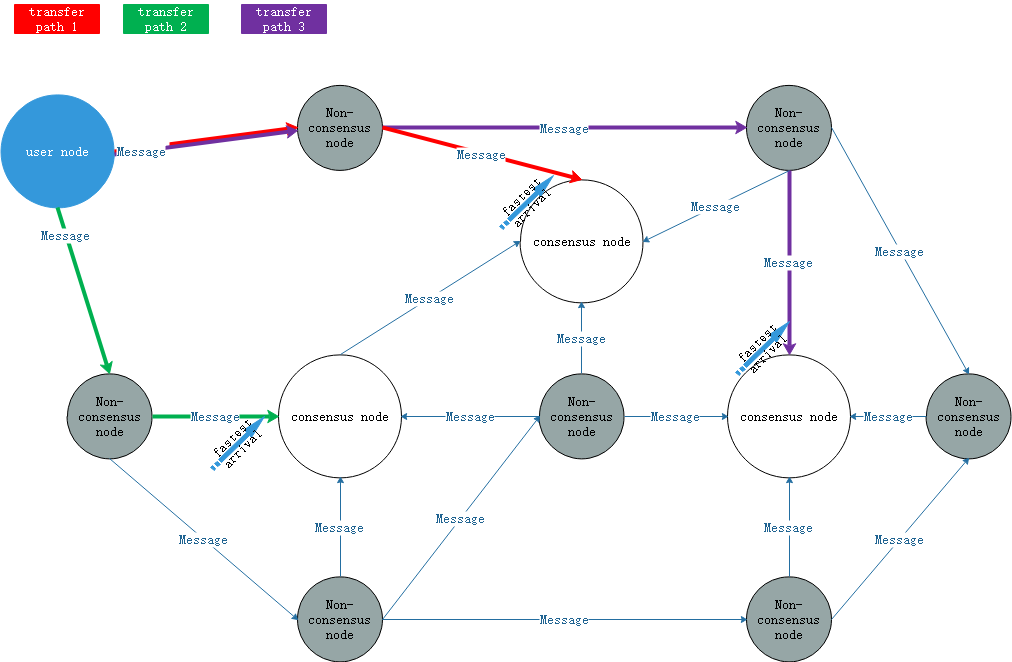 transfer
path 1
transfer
path 2
transfer
path 3
user node
Message
Non-
consensus
node
Message
Non-
consensus
node
Message
fastest
arrival
Message
Message
consensus node
Message
Message
Message
Message
Message
fastest
arrival
Non-
consensus
node
Message
consensus node
Message
Non-
consensus
node
Message
consensus node
Message
Non-
consensus
node
fastest
arrival
Message
Message
Message
Message
Message
Non-
consensus
node
Message
Non-
consensus
node